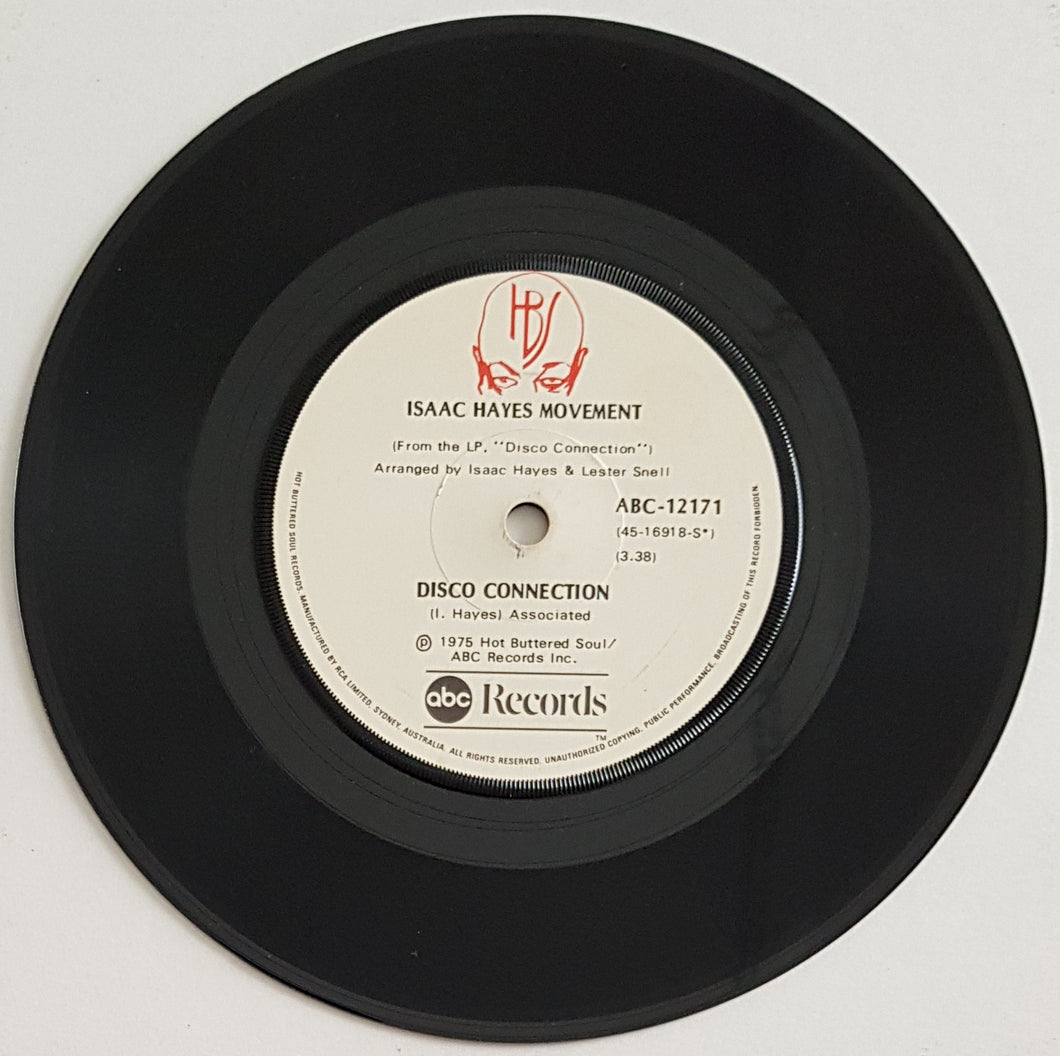 HBS
ISAAC HAYES MOVEMENT
(From the LP, "Disco Connection")
Arranged by Isaac Hayes & Lester Snell
ABC-12171
(45-16918-S*)
(3.38)
DISCO CONNECTION
(I. Hayes) Associated
℗ 1975 Hot Buttered Soul/
ABC Records Inc.
abc Records
TM
HOT BUTTERED SOUL RECORDS. MANUFACTURED BY RCA LIMITED, SYDNEY, AUSTRALIA. ALL RIGHTS RESERVED. UNAUTHORIZED COPYING, PUBLIC PERFORMANCE, BROADCASTING OF THIS RECORD FORBIDDEN.